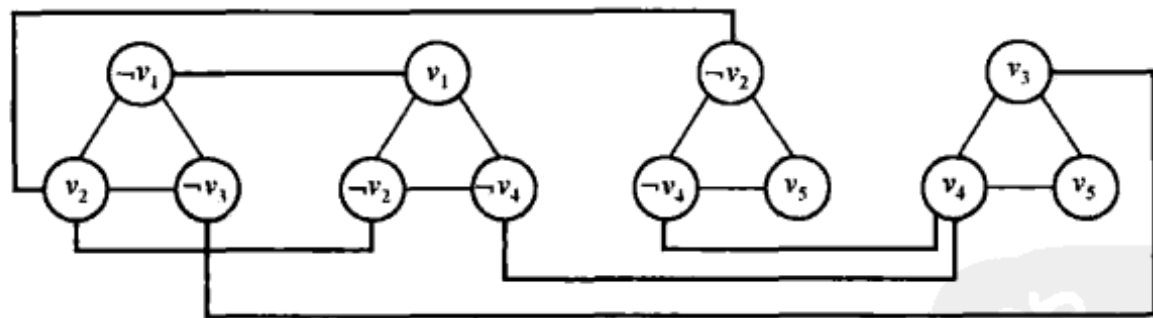 ¬v₁ v₁ ¬v₂ v₃
v₂ ¬v₃ ¬v₂ ¬v₄ ¬v₄ v₅ v₄ v₅